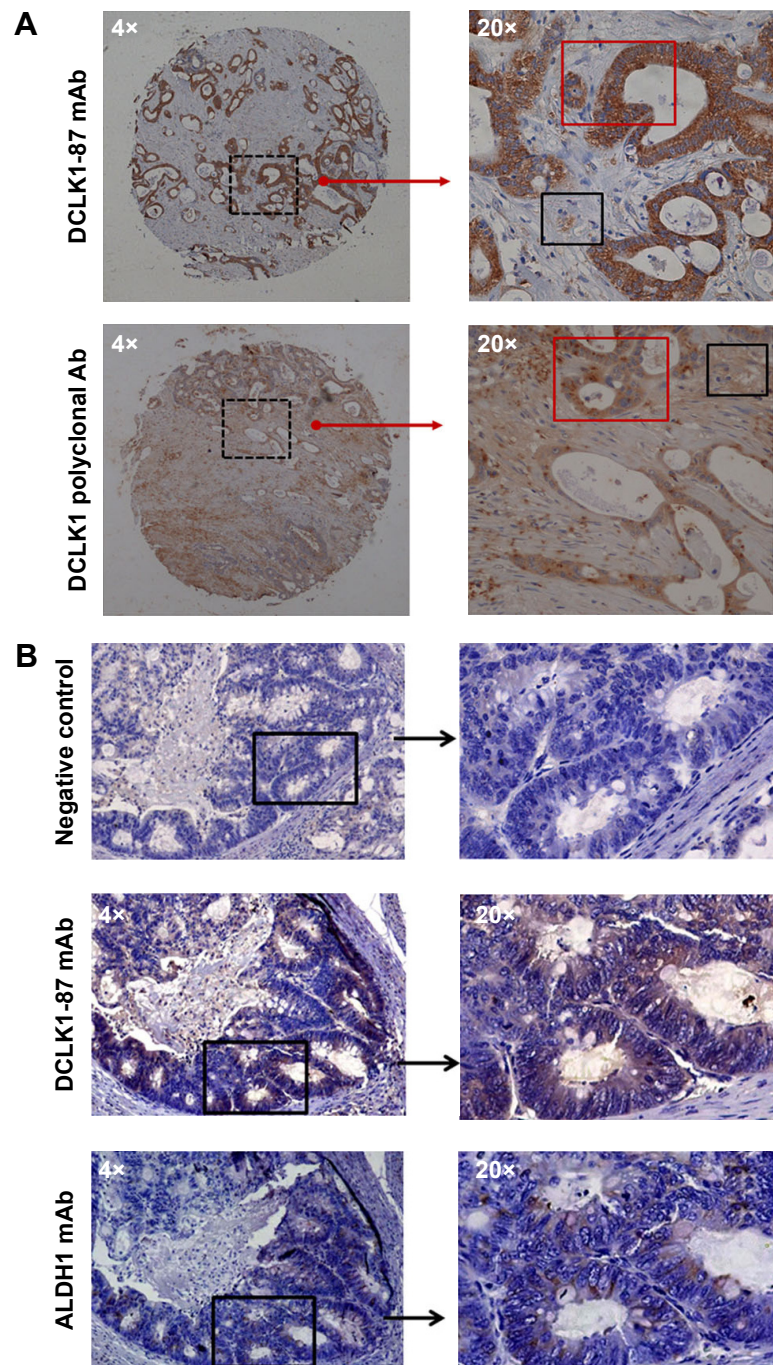 A
DCLK1-87 mAb
4×
20×
DCLK1 polyclonal Ab
4×
20×
B
Negative control
DCLK1-87 mAb
4×
20×
ALDH1 mAb
4×
20×